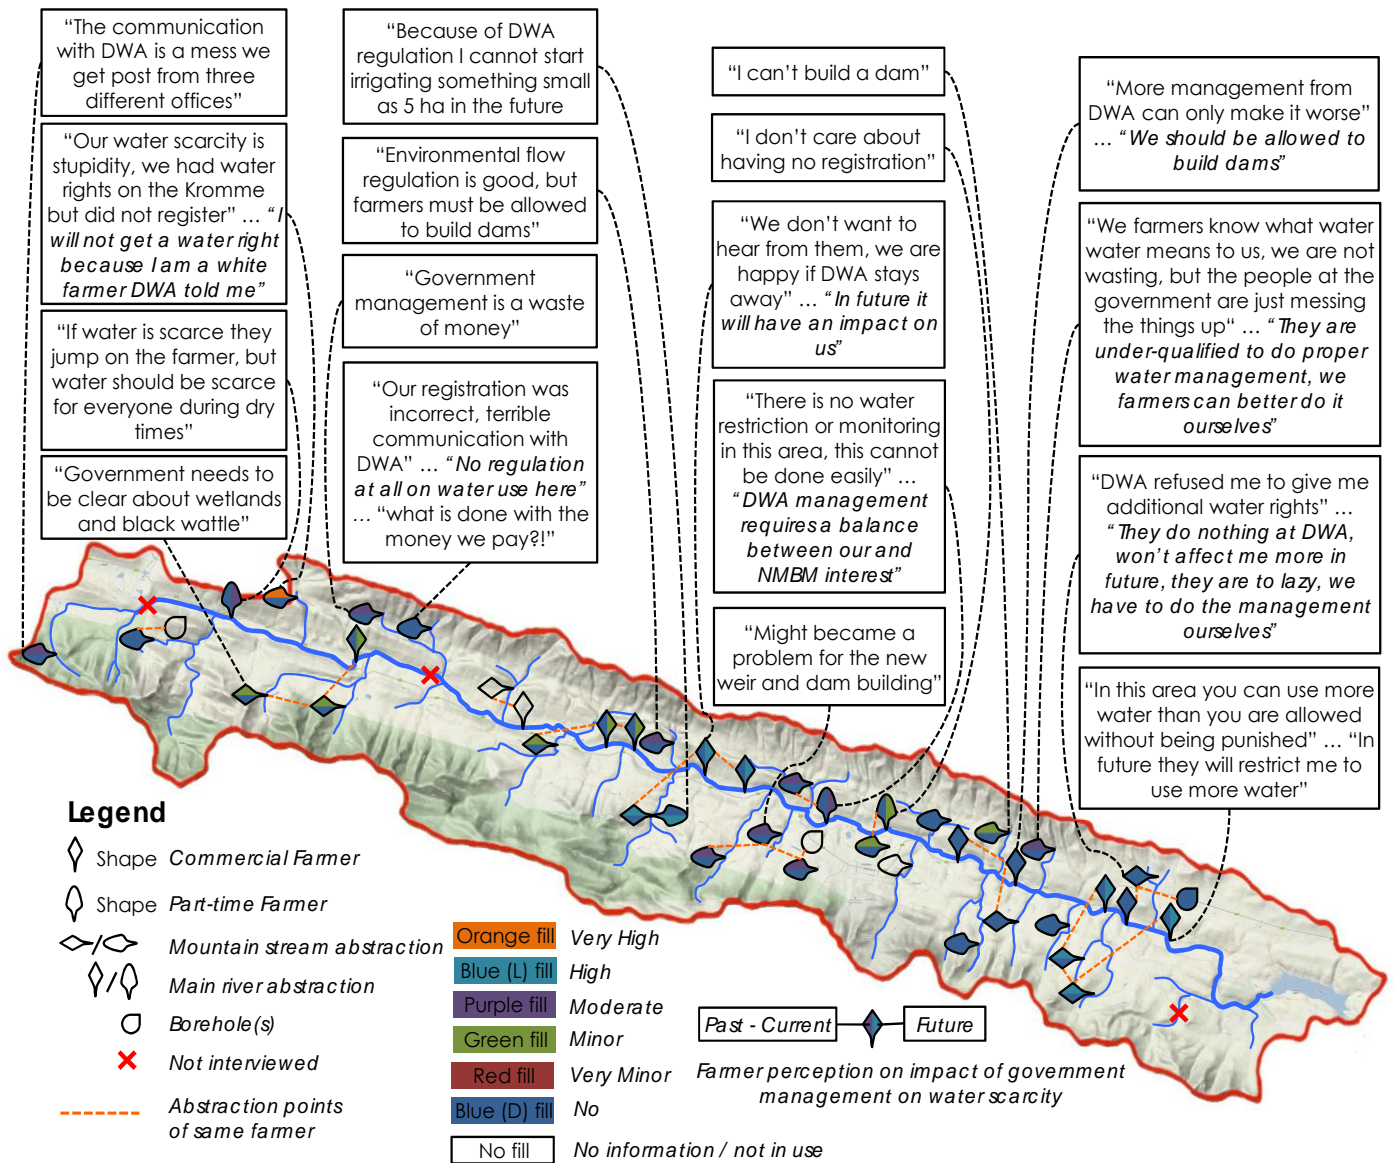 “The communication
with DWA is a mess we
get post from three
different offices”
“Our water scarcity is
stupidity, we had water
rights on the Kromme
but did not register” … “I
will not get a water right
because I am a white
farmer DWA told me”
“If water is scarce they
jump on the farmer, but
water should be scarce
for everyone during dry
times”
“Government needs to
be clear about wetlands
and black wattle”
“Because of DWA
regulation I cannot start
irrigating something small
as 5 ha in the future
“Environmental flow
regulation is good, but
farmers must be allowed
to build dams”
“Government
management is a waste
of money”
“Our registration was
incorrect, terrible
communication with
DWA” … “No regulation
at all on water use here”
… “what is done with the
money we pay?!”
“I can’t build a dam”
“I don’t care about
having no registration”
“We don’t want to
hear from them, we are
happy if DWA stays
away” … “In future it
will have an impact on
us”
“There is no water
restriction or monitoring
in this area, this cannot
be done easily” …
“DWA management
requires a balance
between our and
NMBM interest”
“Might became a
problem for the new
weir and dam building”
“More management from
DWA can only make it worse”
… “We should be allowed to
build dams”
“We farmers know what water
water means to us, we are not
wasting, but the people at the
government are just messing
the things up“ … “They are
under-qualified to do proper
water management, we
farmers can better do it
ourselves”
“DWA refused me to give me
additional water rights” …
“They do nothing at DWA,
won’t affect me more in
future, they are to lazy, we
have to do the management
ourselves”
“In this area you can use more
water than you are allowed
without being punished” … “In
future they will restrict me to
use more water”
Legend
Shape Commercial Farmer
Shape Part-time Farmer
/ Mountain stream abstraction
/ Main river abstraction
Borehole(s)
Not interviewed
Abstraction points
of same farmer
Orange fill Very High
Blue (L) fill High
Purple fill Moderate
Green fill Minor
Red fill Very Minor
Blue (D) fill No
No fill No information / not in use
Past - Current Future
Farmer perception on impact of government
management on water scarcity